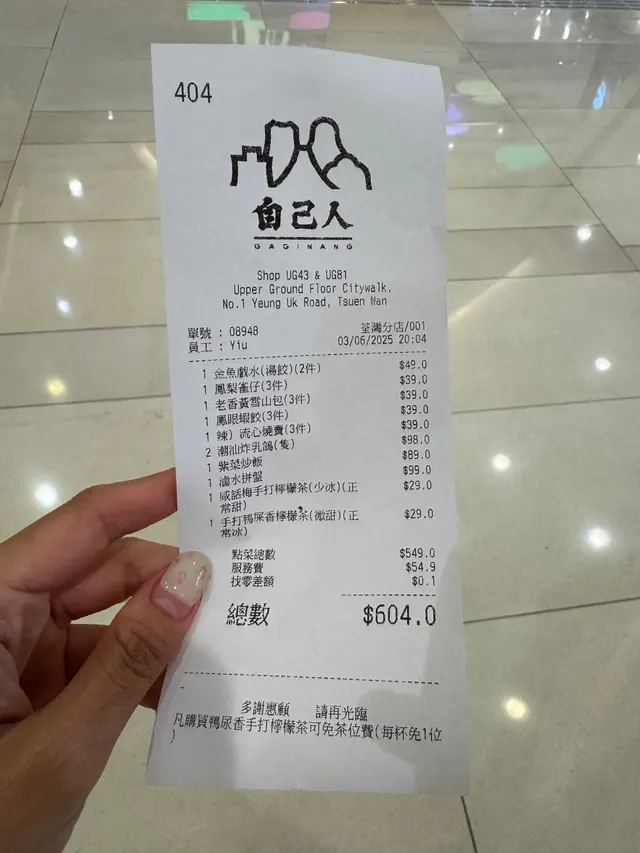 404
自己人
GAGINANG
Shop UG43 & UG81
Upper Ground Floor Citywalk,
No.1 Yeung Uk Road, Tsuen Wan
單號 : 08948 荃灣分店/001
員工 : Yiu 03/06/2025 20:04
1 金魚戲水(湯餃)(2件) $49.0
1 鳳梨雀仔(3件) $39.0
1 老香黃雪山包(3件) $39.0
1 鳳眼蝦餃(3件) $39.0
1 辣) 流心燒賣(3件) $39.0
2 潮汕炸乳鴿(隻) $98.0
1 紫菜炒飯 $89.0
1 滷水拼盤 $99.0
1 咸話梅手打檸檬茶(少冰)(正 $29.0
常甜)
1 手打鴨屎香檸檬茶(微甜)(正 $29.0
常冰)
點菜總數 $549.0
服務費 $54.9
找零差額 $0.1
總數 $604.0
多謝惠顧 請再光臨
凡購買鴨尿香手打檸檬茶可免茶位費(每杯免1位
)